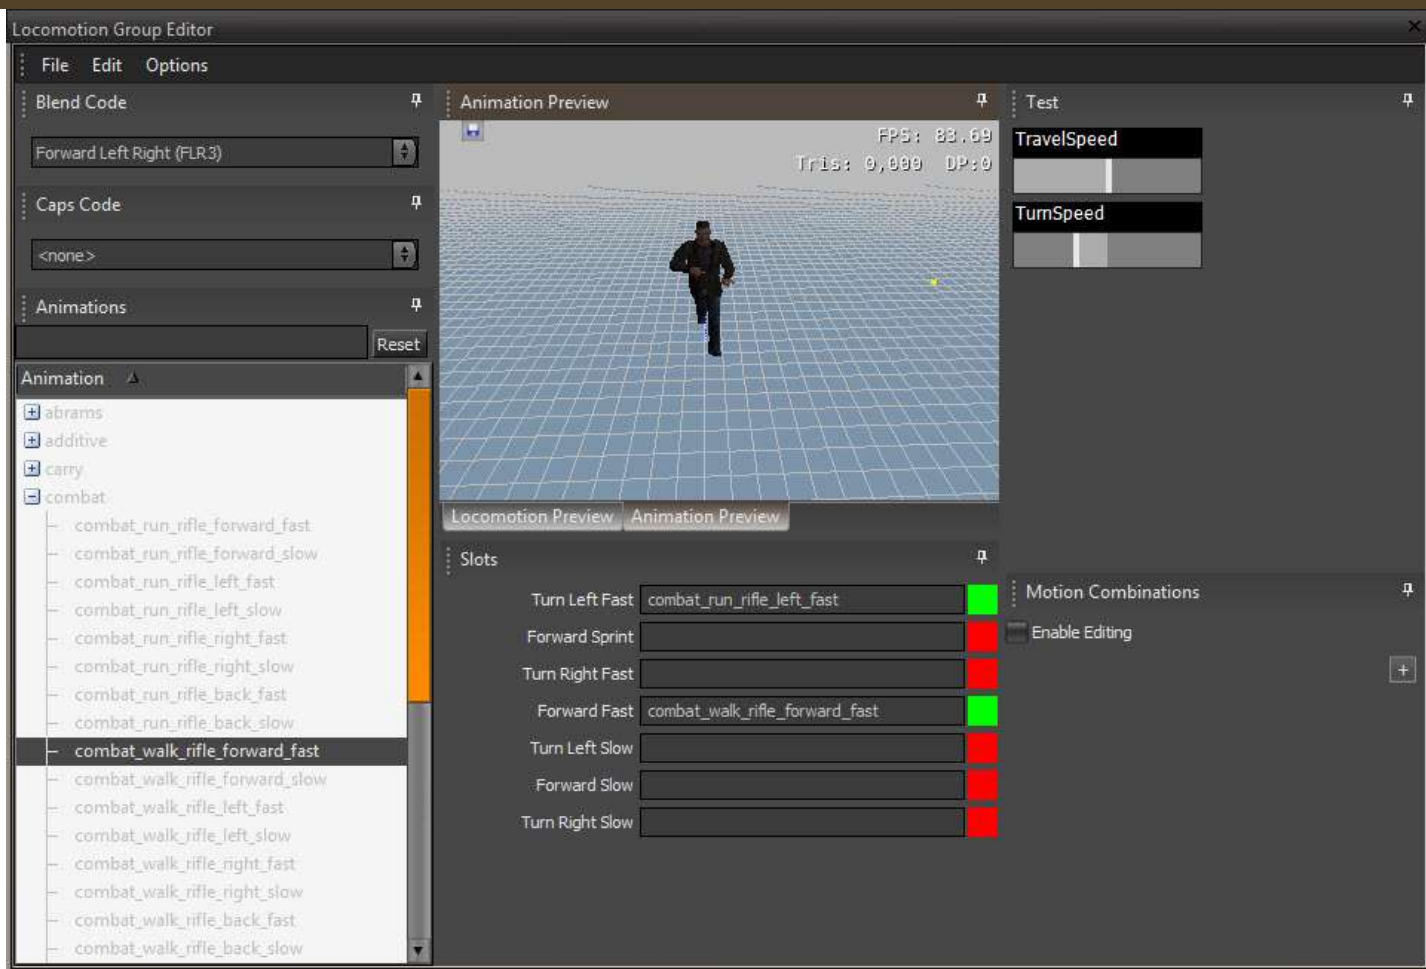 Locomotion Group Editor
File Edit Options
Blend Code
Forward Left Right (FLR3)
Caps Code
<none>
Animations
Reset
Animation
abrams
additive
carry
combat
combat_run_rifle_forward_fast
combat_run_rifle_forward_slow
combat_run_rifle_left_fast
combat_run_rifle_left_slow
combat_run_rifle_right_fast
combat_run_rifle_right_slow
combat_run_rifle_back_fast
combat_run_rifle_back_slow
combat_walk_rifle_forward_fast
combat_walk_rifle_forward_slow
combat_walk_rifle_left_fast
combat_walk_rifle_left_slow
combat_walk_rifle_right_fast
combat_walk_rifle_right_slow
combat_walk_rifle_back_fast
combat_walk_rifle_back_slow
Animation Preview
FPS: 83.69
Tris: 0,000 DP:0
Locomotion Preview Animation Preview
Slots
Turn Left Fast combat_run_rifle_left_fast
Forward Sprint
Turn Right Fast
Forward Fast combat_walk_rifle_forward_fast
Turn Left Slow
Forward Slow
Turn Right Slow
Test
TravelSpeed
TurnSpeed
Motion Combinations
Enable Editing